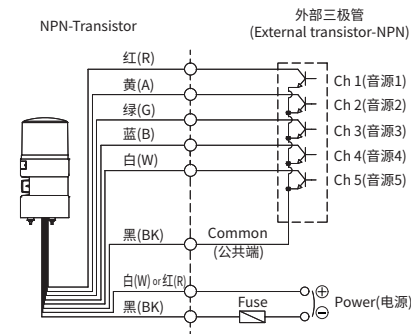 NPN-Transistor
外部三极管
(External transistor-NPN)
红(R)
黄(A)
绿(G)
蓝(B)
白(W)
Ch 1(音源1)
Ch 2(音源2)
Ch 3(音源3)
Ch 4(音源4)
Ch 5(音源5)
黑(BK)
Common
(公共端)
白(W) or 红(R)
黑(BK)
Fuse
Power(电源)